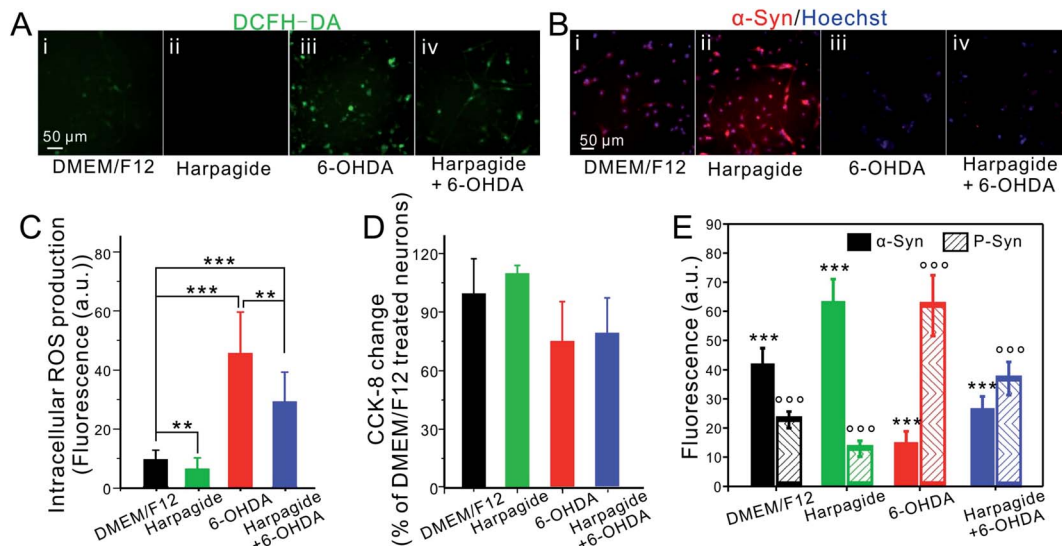 A
DCFH-DA
i
ii
iii
iv
50 μm
DMEM/F12
Harpagide
6-OHDA
Harpagide
+ 6-OHDA
B
α-Syn/Hoechst
i
ii
iii
iv
50 μm
DMEM/F12
Harpagide
6-OHDA
Harpagide
+ 6-OHDA
C
Intracellular ROS production
(Fluorescence (a.u.))
80
60
40
20
0
***
***
**
**
DMEM/F12
Harpagide
6-OHDA
Harpagide
+6-OHDA
D
CCK-8 change
(% of DMEM/F12 treated neurons)
120
90
60
30
0
DMEM/F12
Harpagide
6-OHDA
Harpagide
+6-OHDA
E
Fluorescence (a.u.)
90
80
70
60
50
40
30
20
10
0
α-Syn
P-Syn
***
°°°
***
°°°
***
°°°
***
°°°
DMEM/F12
Harpagide
6-OHDA
Harpagide
+6-OHDA